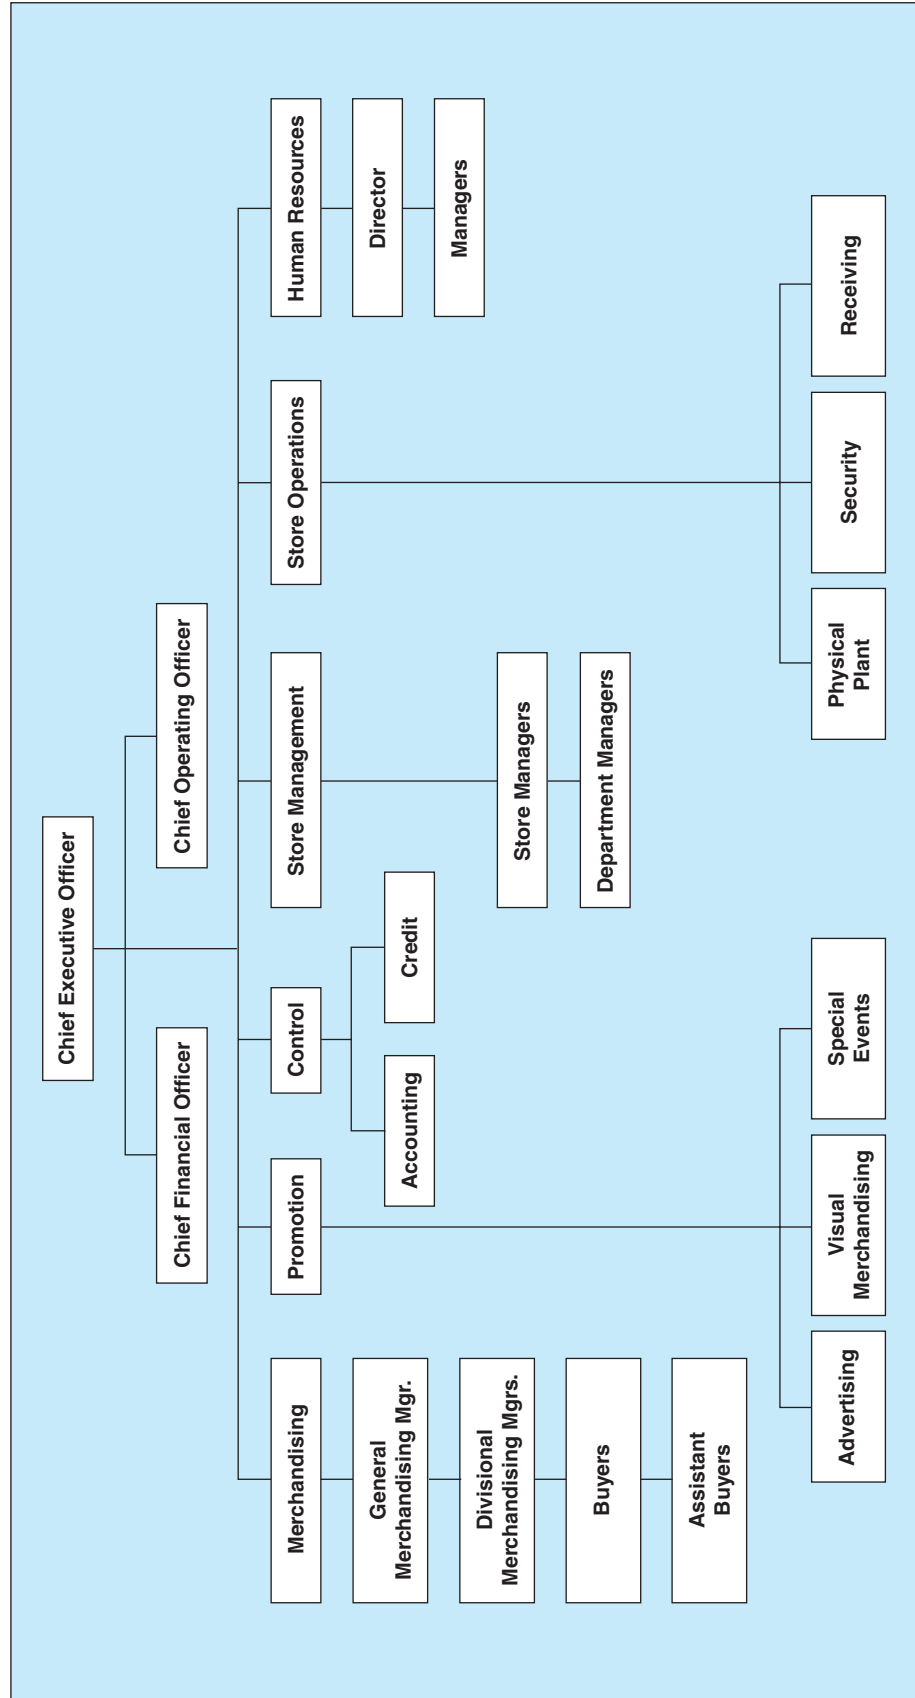 Chief Executive Officer
Chief Financial Officer
Chief Operating Officer
Merchandising
Promotion
Control
Store Management
Store Operations
Human Resources
General
Merchandising Mgr.
Divisional
Merchandising Mgrs.
Buyers
Assistant
Buyers
Advertising
Visual
Merchandising
Special
Events
Accounting
Credit
Store Managers
Department Managers
Physical
Plant
Security
Receiving
Director
Managers